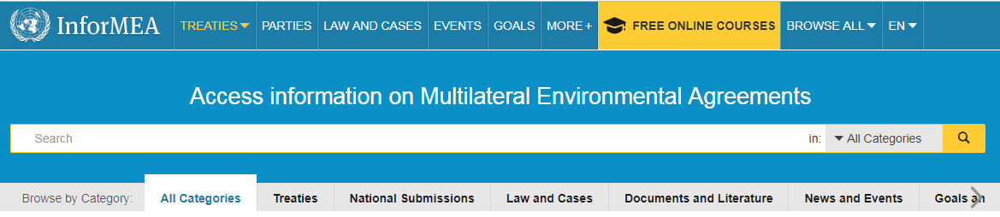 InforMEA TREATIES PARTIES LAW AND CASES EVENTS GOALS MORE + FREE ONLINE COURSES BROWSE ALL EN
Access information on Multilateral Environmental Agreements
Search in: All Categories
Browse by Category: All Categories Treaties National Submissions Law and Cases Documents and Literature News and Events Goals an